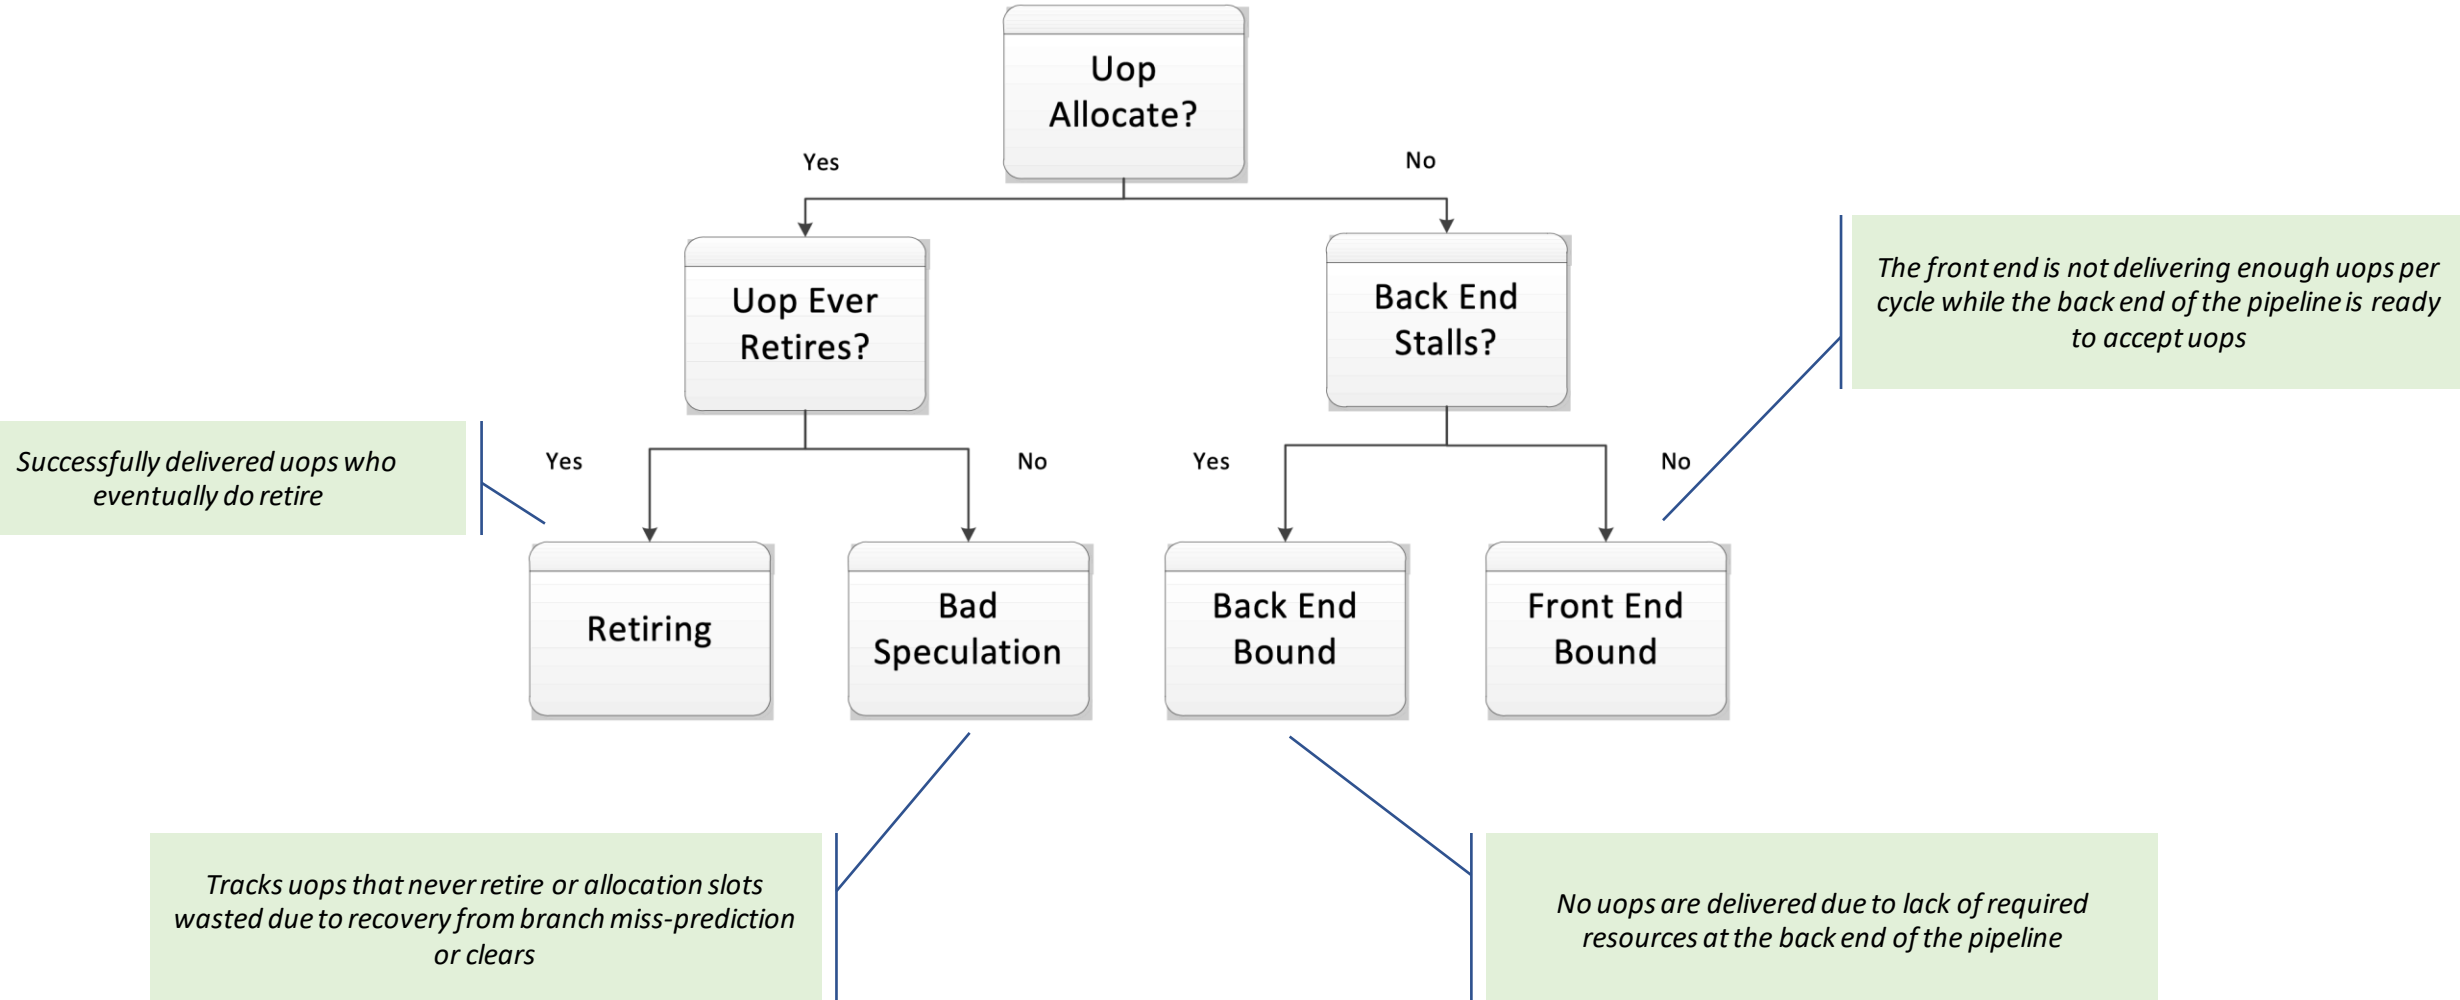 Uop
Allocate?
Yes
No
Uop Ever
Retires?
Back End
Stalls?
The front end is not delivering enough uops per
cycle while the back end of the pipeline is ready
to accept uops
Successfully delivered uops who
eventually do retire
Yes
No
Yes
No
Retiring
Bad
Speculation
Back End
Bound
Front End
Bound
Tracks uops that never retire or allocation slots
wasted due to recovery from branch miss-prediction
or clears
No uops are delivered due to lack of required
resources at the back end of the pipeline